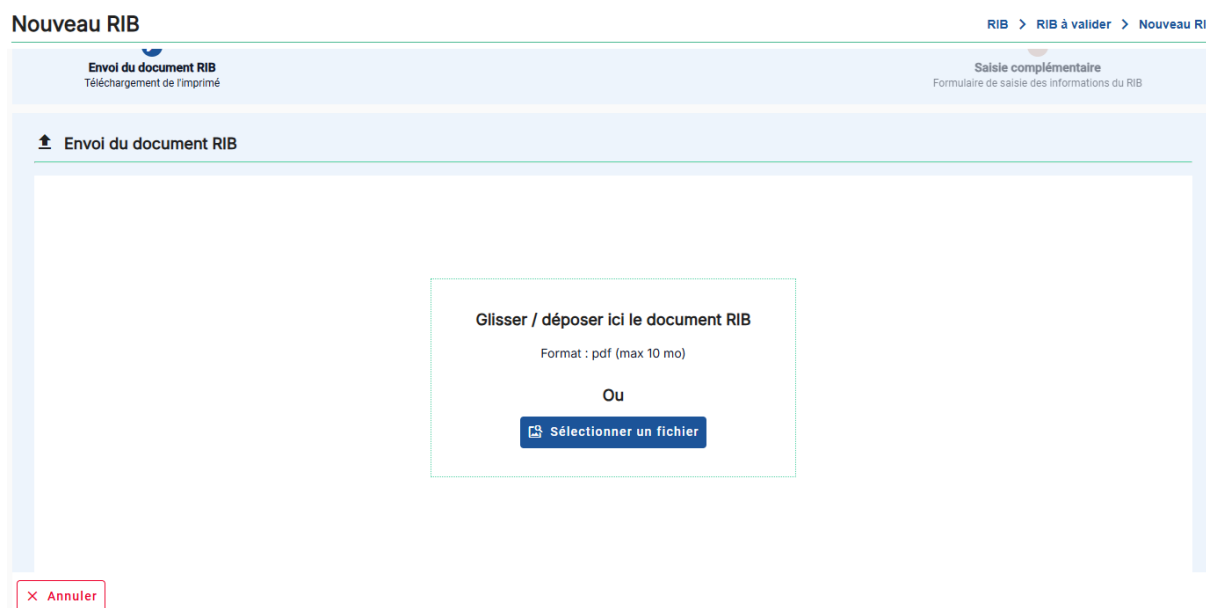 Nouveau RIB
RIB > RIB à valider > Nouveau RI
Envoi du document RIB
Téléchargement de l'imprimé
Saisie complémentaire
Formulaire de saisie des informations du RIB
Envoi du document RIB
Glisser / déposer ici le document RIB
Format : pdf (max 10 mo)
Ou
Sélectionner un fichier
Annuler